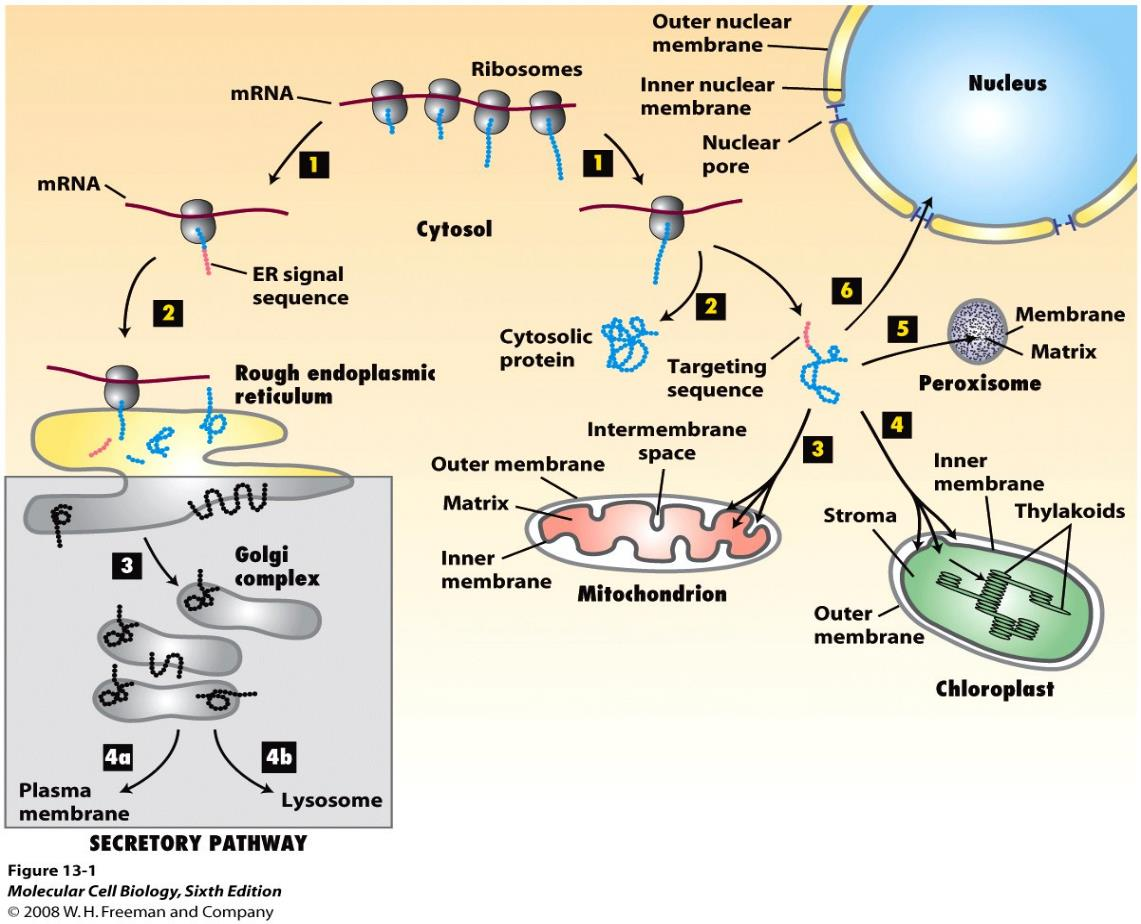 Outer nuclear
membrane
Ribosomes
Inner nuclear
membrane
Nucleus
mRNA
Nuclear
pore
1
1
mRNA
Cytosol
ER signal
sequence
6
2
2
5
Membrane
Cytosolic
protein
Matrix
Targeting
sequence
Peroxisome
Rough endoplasmic
reticulum
4
Intermembrane
space
3
Outer membrane
Inner
membrane
Matrix
Stroma
Thylakoids
Inner
membrane
3
Golgi
complex
Mitochondrion
Outer
membrane
Chloroplast
4a
4b
Plasma
membrane
Lysosome
SECRETORY PATHWAY
Figure 13-1
Molecular Cell Biology, Sixth Edition
© 2008 W. H. Freeman and Company